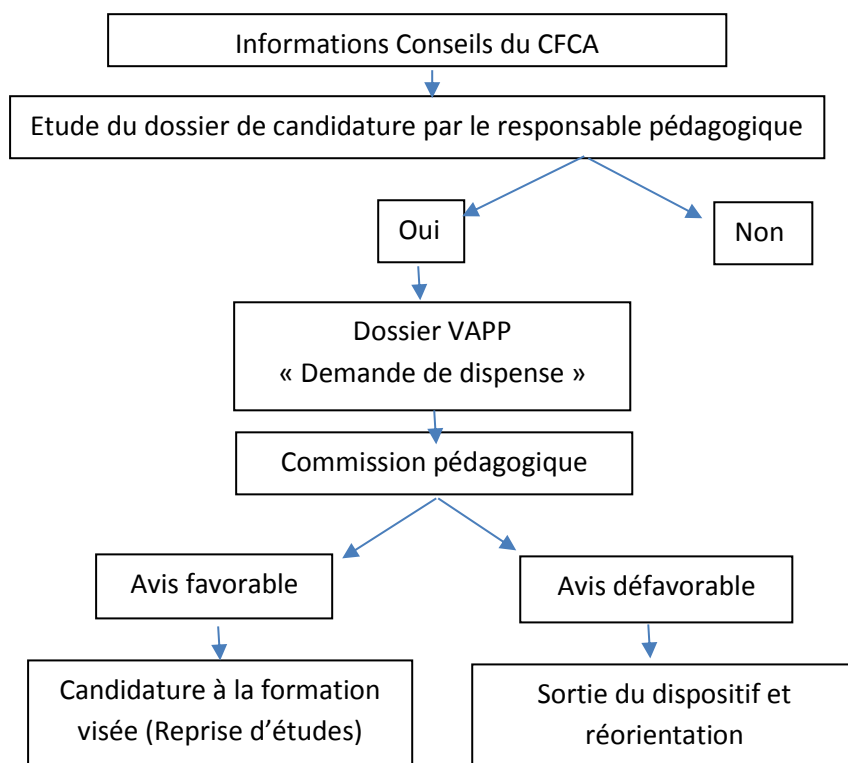 Informations Conseils du CFCA
Etude du dossier de candidature par le responsable pédagogique
Oui
Non
Dossier VAPP
« Demande de dispense »
Commission pédagogique
Avis favorable
Avis défavorable
Candidature à la formation
visée (Reprise d’études)
Sortie du dispositif et
réorientation